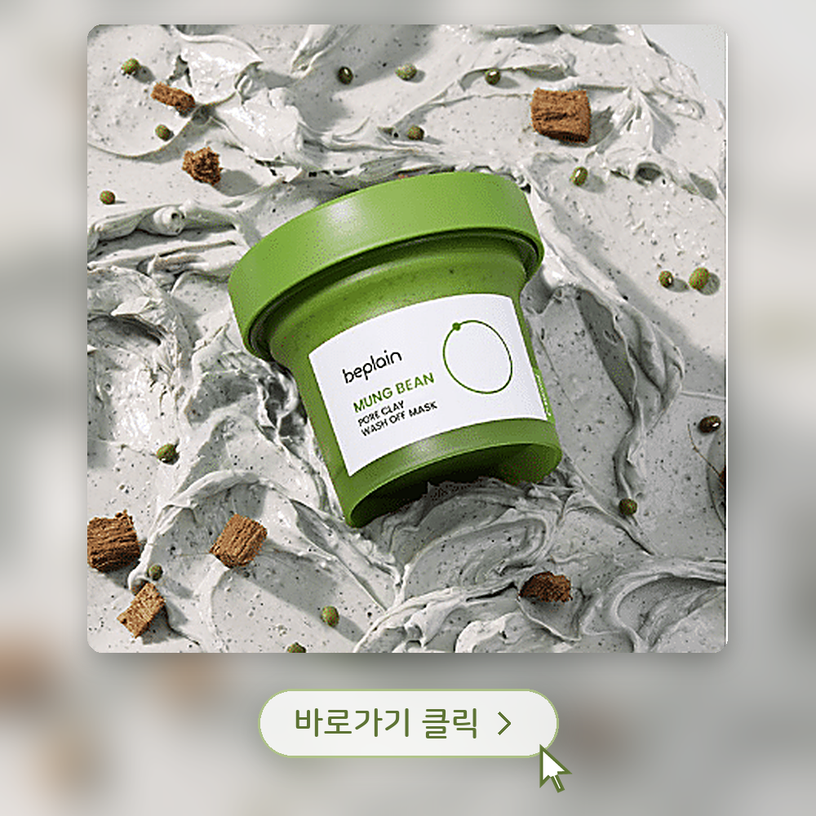 beplain
MUNG BEAN
PORE CLAY
WASH OFF MASK
바로가기 클릭